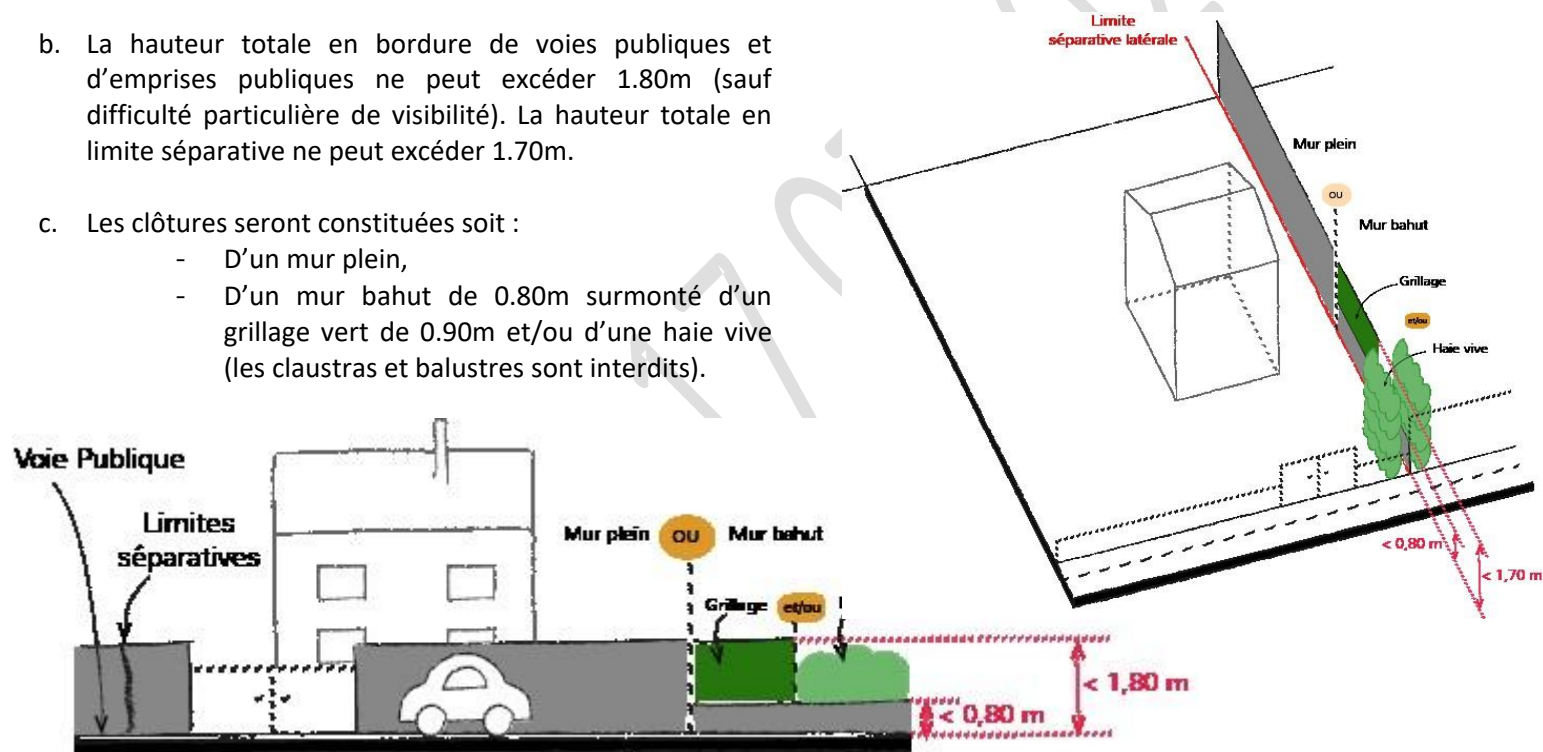 b. La hauteur totale en bordure de voies publiques et
d'emprises publiques ne peut excéder 1.80m (sauf
difficulté particulière de visibilité). La hauteur totale en
limite séparative ne peut excéder 1.70m.
c. Les clôtures seront constituées soit :
- D'un mur plein,
- D'un mur bahut de 0.80m surmonté d'un
grillage vert de 0.90m et/ou d'une haie vive
(les claustras et balustres sont interdits).
Limite
séparative latérale
Mur plein
OU
Mur bahut
Grillage
et/ou
Haie vive
< 0,80 m
< 1,70 m
Voie Publique
Limites
séparatives
Mur plein OU Mur bahut
Grillage et/ou
< 1,80 m
< 0,80 m